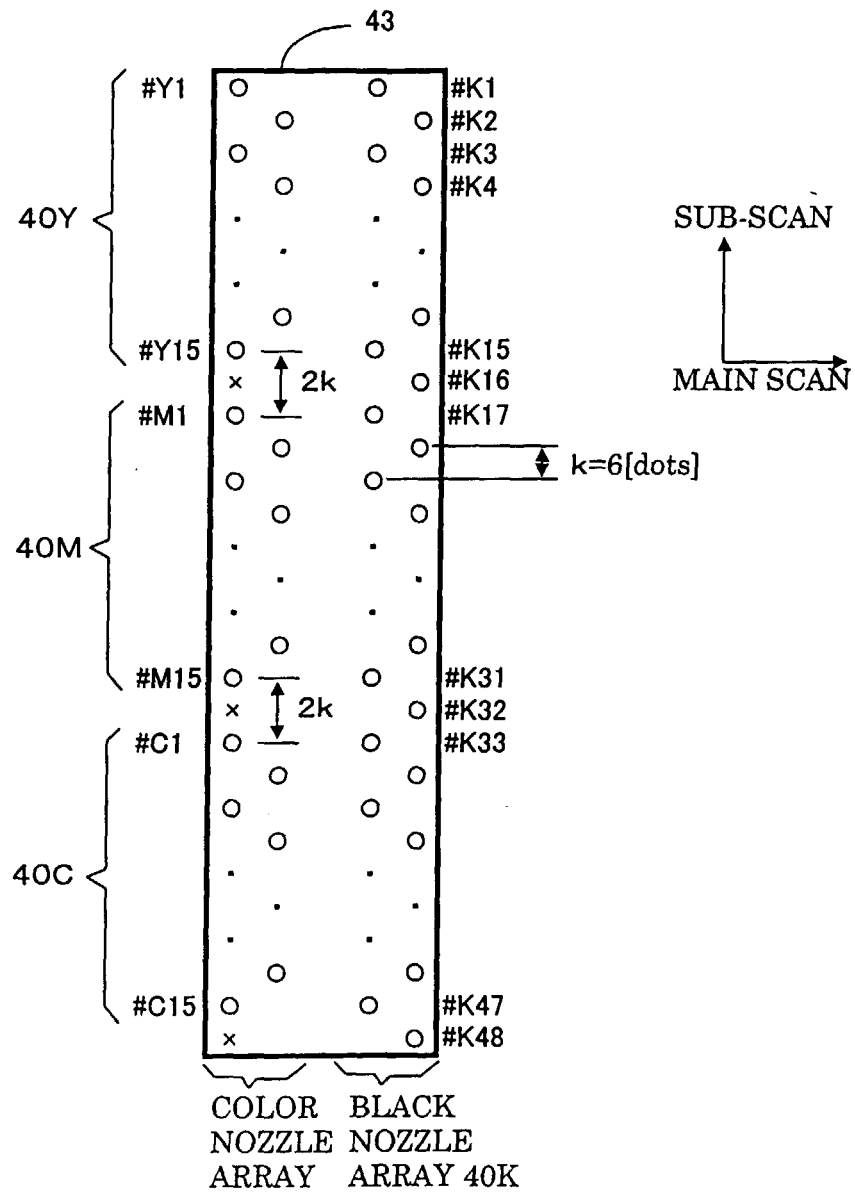 43
#Y1
#K1
#K2
#K3
#K4
40Y
SUB-SCAN
MAIN SCAN
#Y15
2k
#K15
× #K16
#M1
#K17
k=6[dots]
40M
#M15
2k
#K31
× #K32
#C1
#K33
40C
#C15
#K47
× #K48
COLOR
NOZZLE
ARRAY
BLACK
NOZZLE
ARRAY 40K